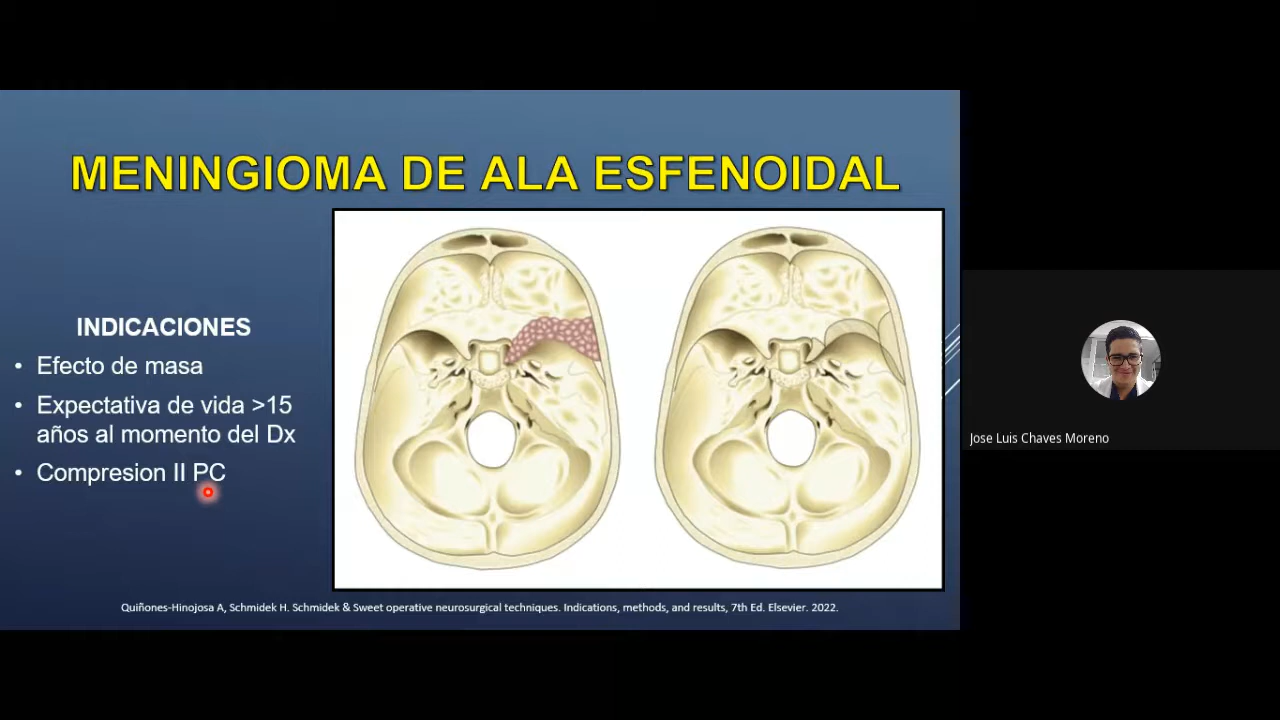 MENINGIOMA DE ALA ESFENOIDAL
INDICACIONES
• Efecto de masa
• Expectativa de vida >15
años al momento del Dx
• Compresion II PC
Quiñones-Hinojosa A, Schmidek H. Schmidek & Sweet operative neurosurgical techniques. Indications, methods, and results, 7th Ed. Elsevier. 2022.
Jose Luis Chaves Moreno